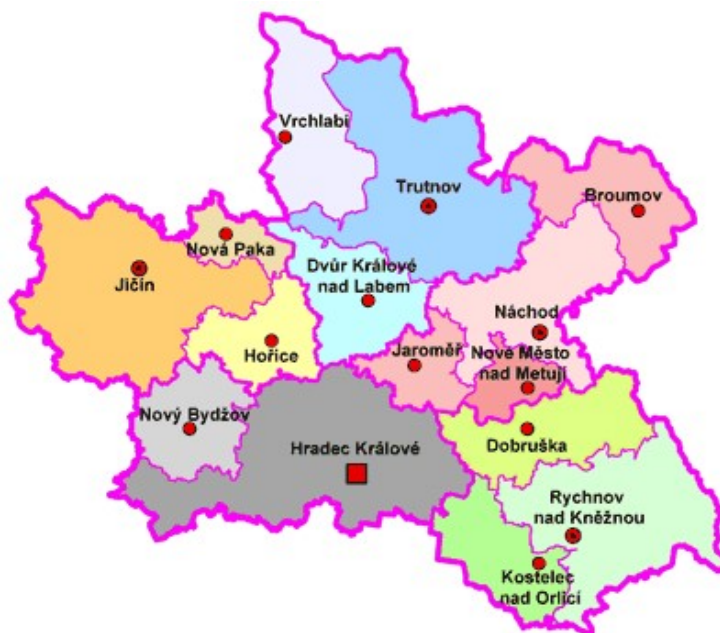 Vrchlabí
Trutnov
Broumov
Nová Paka
Jičín
Dvůr Králové
nad Labem
Náchod
Hořice
Jaroměř
Nové Město
nad Metují
Nový Bydžov
Dobruška
Hradec Králové
Rychnov
nad Kněžnou
Kostelec
nad Orlicí